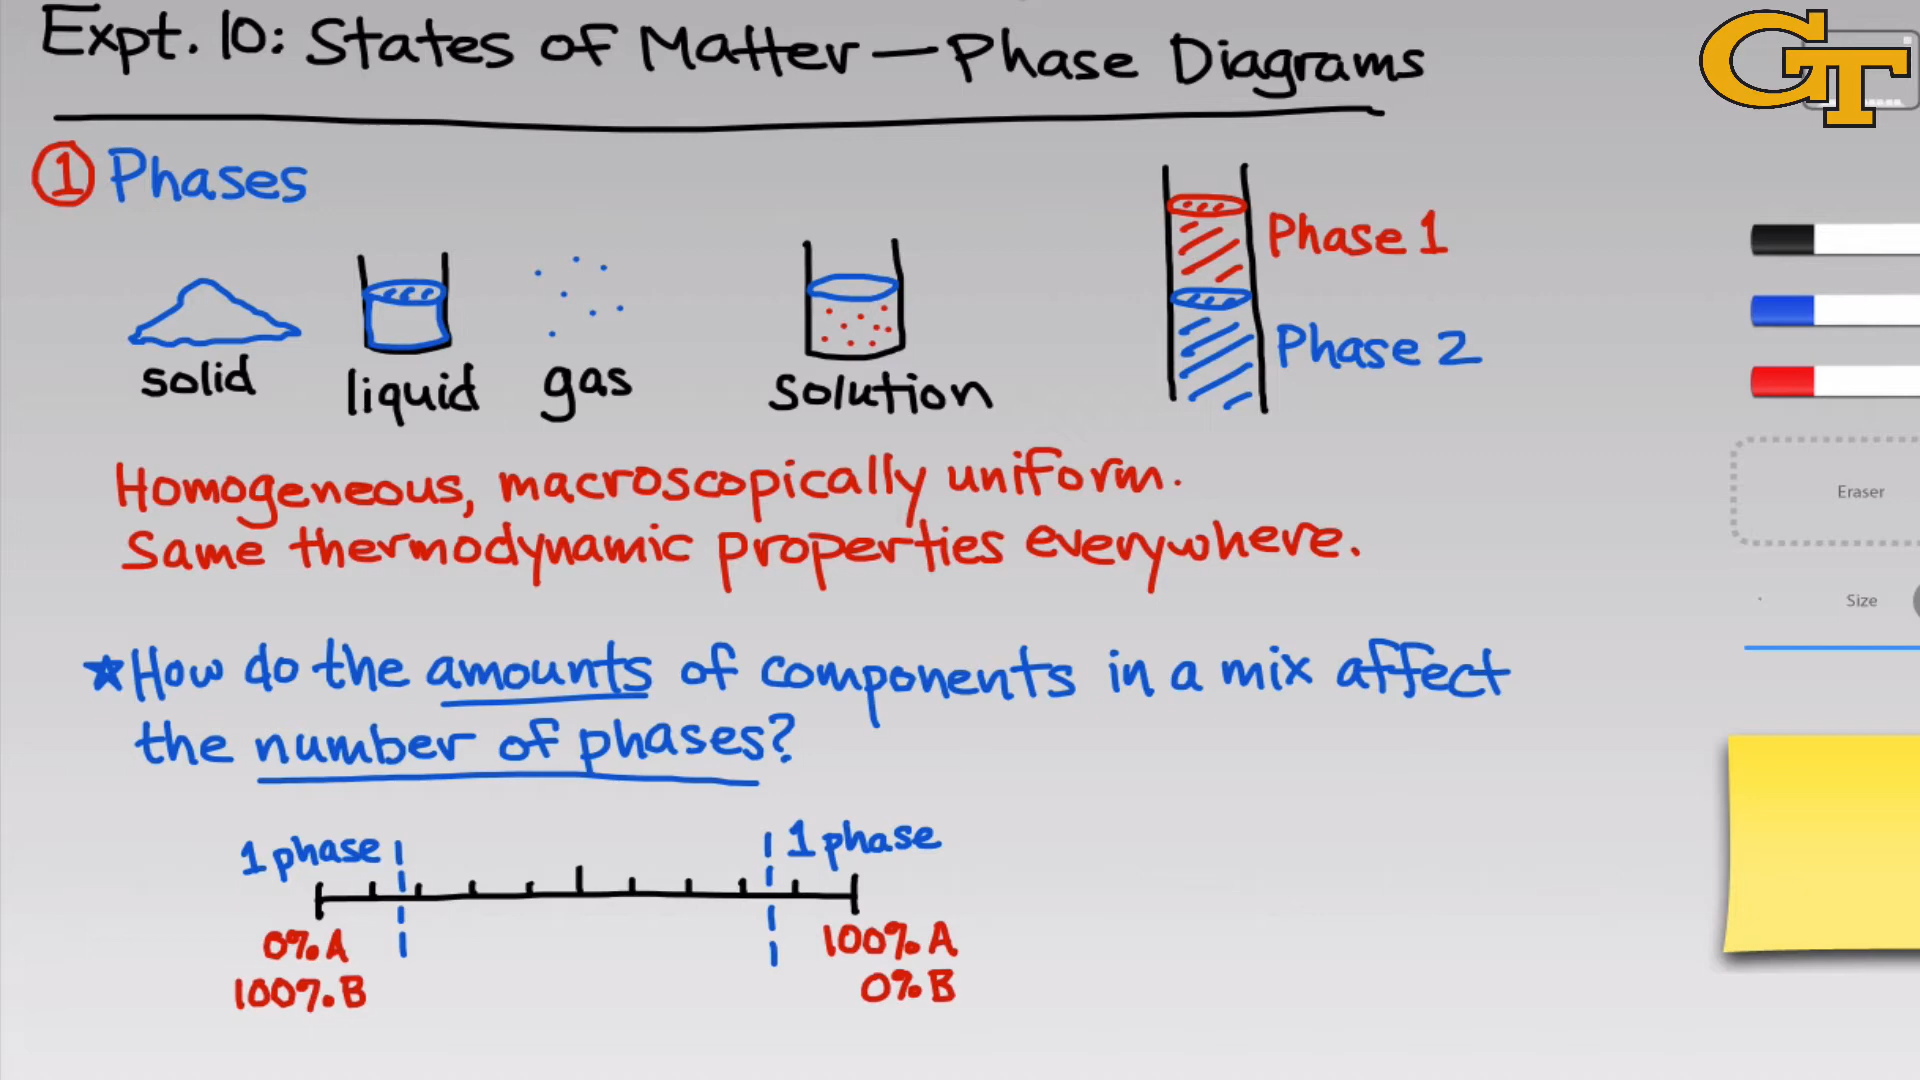 Expt. 10: States of Matter — Phase Diagrams
GT
1 Phases
Phase 1
Phase 2
solid
liquid
gas
solution
Homogeneous, macroscopically uniform.
Same thermodynamic properties everywhere.
Eraser
Size
★ How do the amounts of components in a mix affect
the number of phases?
1 phase
1 phase
0% A
100% B
100% A
0% B